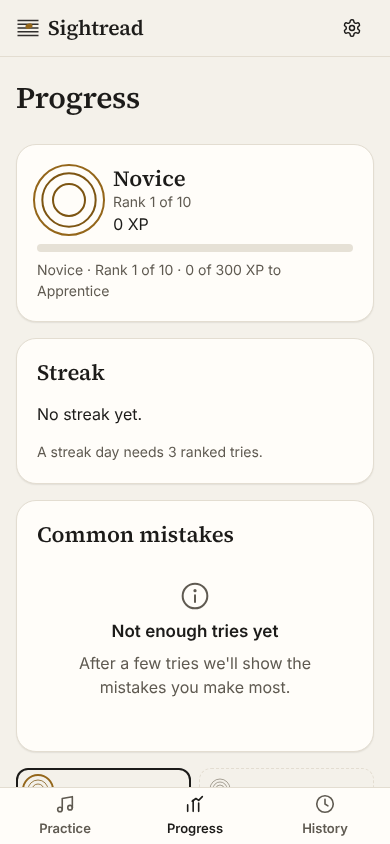 Sightread
Progress
Novice
Rank 1 of 10
0 XP
Novice · Rank 1 of 10 · 0 of 300 XP to
Apprentice
Streak
No streak yet.
A streak day needs 3 ranked tries.
Common mistakes
Not enough tries yet
After a few tries we'll show the
mistakes you make most.
Practice
Progress
History